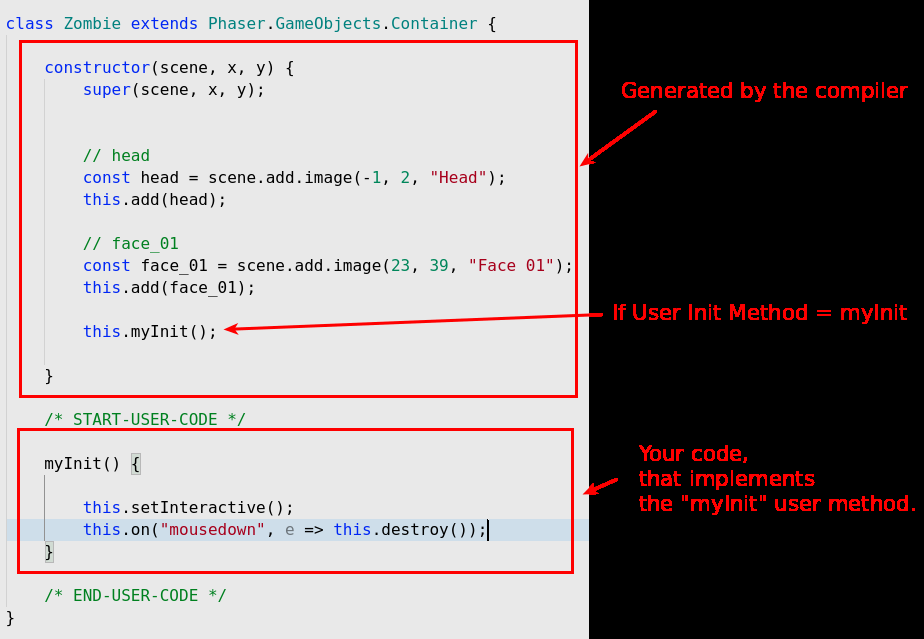 class Zombie extends Phaser.GameObjects.Container {
constructor(scene, x, y) {
super(scene, x, y);
// head
const head = scene.add.image(-1, 2, "Head");
this.add(head);
// face_01
const face_01 = scene.add.image(23, 39, "Face 01");
this.add(face_01);
this.myInit();
}
/* START-USER-CODE */
myInit() {
this.setInteractive();
this.on("mousedown", e => this.destroy());
}
/* END-USER-CODE */
}
Generated by the compiler
If User Init Method = myInit
Your code,
that implements
the "myInit" user method.